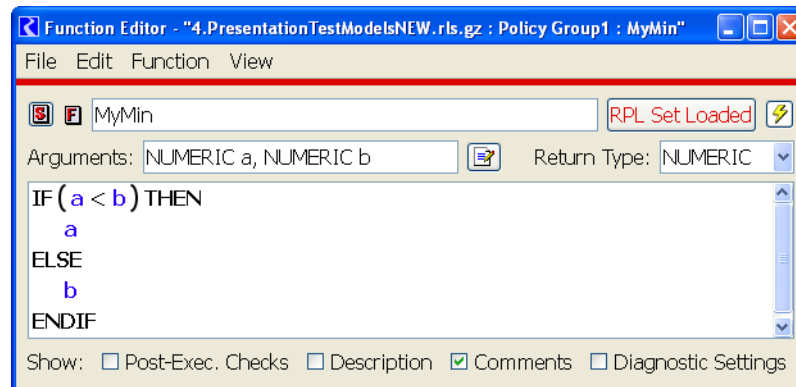 Function Editor - "4.PresentationTestModelsNEW.rls.gz : Policy Group1 : MyMin"
File Edit Function View
S F MyMin RPL Set Loaded
Arguments: NUMERIC a, NUMERIC b Return Type: NUMERIC
IF ( a < b ) THEN
a
ELSE
b
ENDIF
Show: Post-Exec. Checks Description Comments Diagnostic Settings